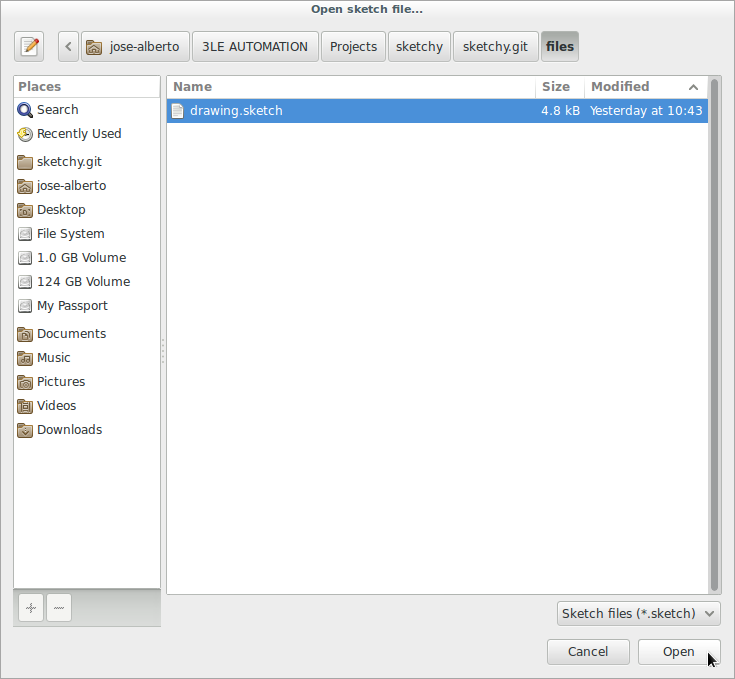 Open sketch file...
jose-alberto 3LE AUTOMATION Projects sketchy sketchy.git files
Places
Search
Recently Used
sketchy.git
jose-alberto
Desktop
File System
1.0 GB Volume
124 GB Volume
My Passport
Documents
Music
Pictures
Videos
Downloads
Name Size Modified
drawing.sketch 4.8 kB Yesterday at 10:43
Sketch files (*.sketch)
Cancel Open